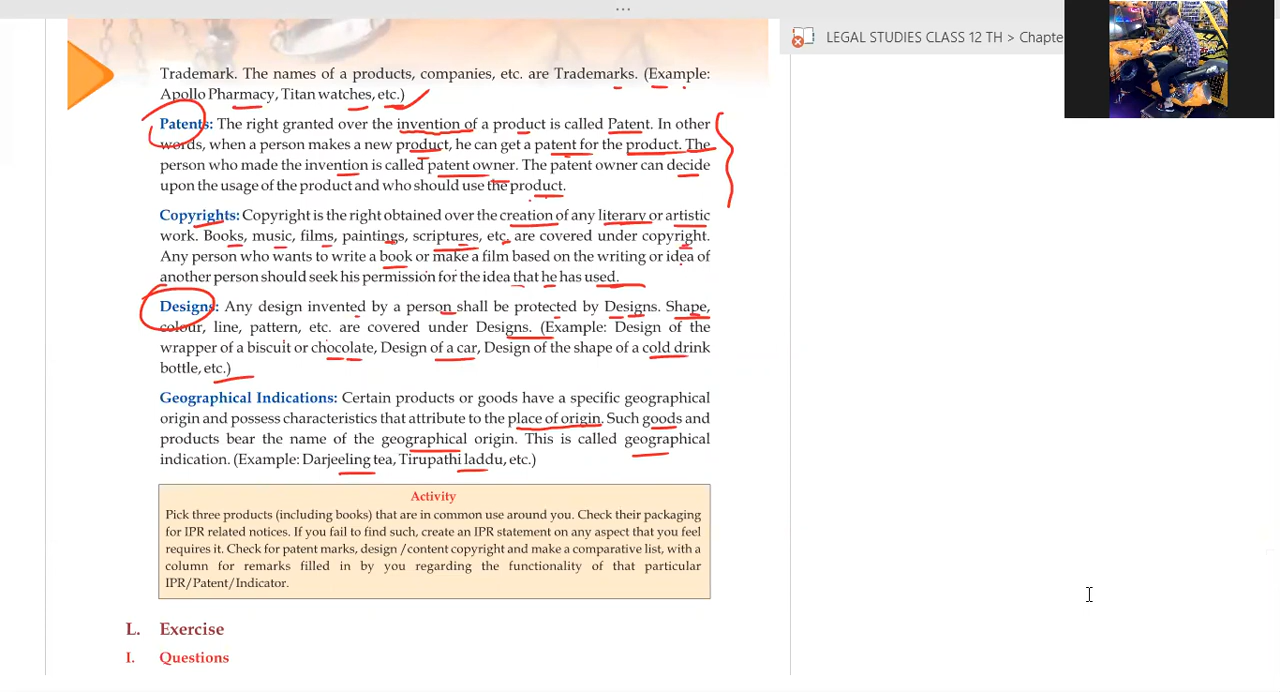 LEGAL STUDIES CLASS 12 TH > Chapte
Trademark. The names of a products, companies, etc. are Trademarks. (Example:
Apollo Pharmacy, Titan watches, etc.)
Patents: The right granted over the invention of a product is called Patent. In other
words, when a person makes a new product, he can get a patent for the product. The
person who made the invention is called patent owner. The patent owner can decide
upon the usage of the product and who should use the product.
Copyrights: Copyright is the right obtained over the creation of any literary or artistic
work. Books, music, films, paintings, scriptures, etc. are covered under copyright.
Any person who wants to write a book or make a film based on the writing or idea of
another person should seek his permission for the idea that he has used.
Designs: Any design invented by a person shall be protected by Designs. Shape,
colour, line, pattern, etc. are covered under Designs. (Example: Design of the
wrapper of a biscuit or chocolate, Design of a car, Design of the shape of a cold drink
bottle, etc.)
Geographical Indications: Certain products or goods have a specific geographical
origin and possess characteristics that attribute to the place of origin. Such goods and
products bear the name of the geographical origin. This is called geographical
indication. (Example: Darjeeling tea, Tirupathi laddu, etc.)
Activity
Pick three products (including books) that are in common use around you. Check their packaging
for IPR related notices. If you fail to find such, create an IPR statement on any aspect that you feel
requires it. Check for patent marks, design /content copyright and make a comparative list, with a
column for remarks filled in by you regarding the functionality of that particular
IPR/Patent/Indicator.
L. Exercise
I. Questions